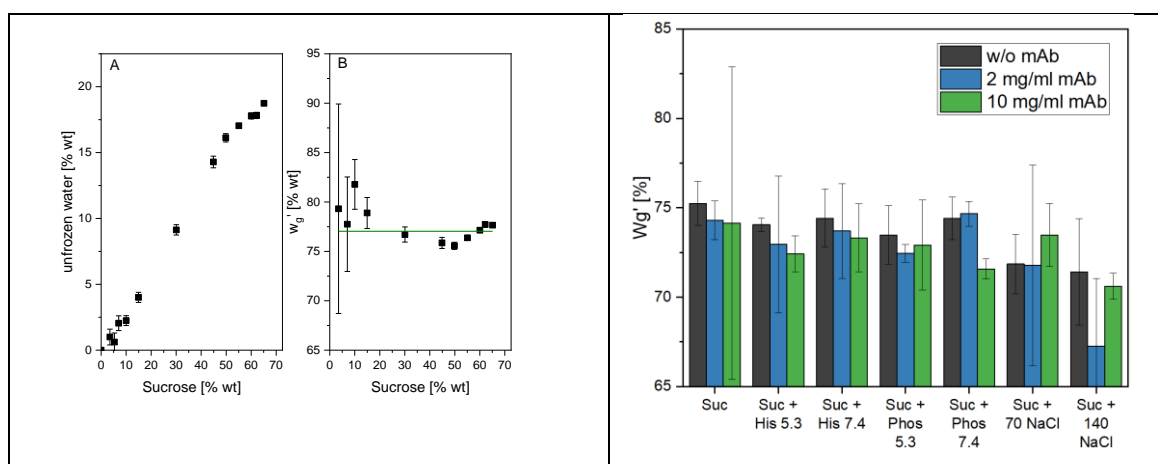 A
B
unfrozen water [% wt]
20
15
10
5
0
0 10 20 30 40 50 60 70
Sucrose [% wt]
wg' [% wt]
95
90
85
80
75
70
65
0 10 20 30 40 50 60 70
Sucrose [% wt]
Wg' [%]
85
80
75
70
65
w/o mAb
2 mg/ml mAb
10 mg/ml mAb
Suc
Suc +
His 5.3
Suc +
His 7.4
Suc +
Phos
5.3
Suc +
Phos
7.4
Suc +
70 NaCl
Suc +
140
NaCl